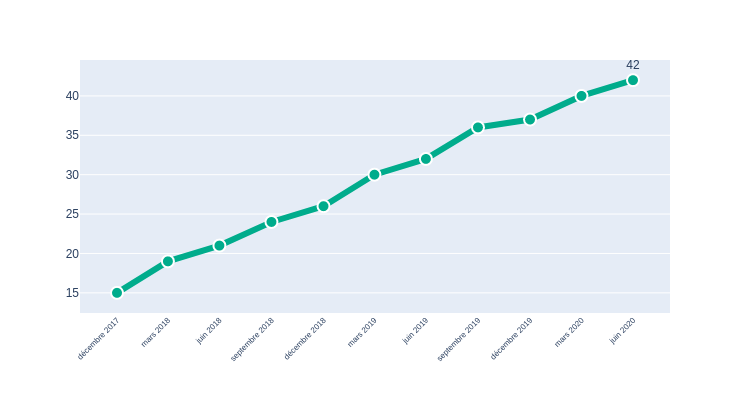 42
40
35
30
25
20
15
décembre 2017
mars 2018
juin 2018
septembre 2018
décembre 2018
mars 2019
juin 2019
septembre 2019
décembre 2019
mars 2020
juin 2020